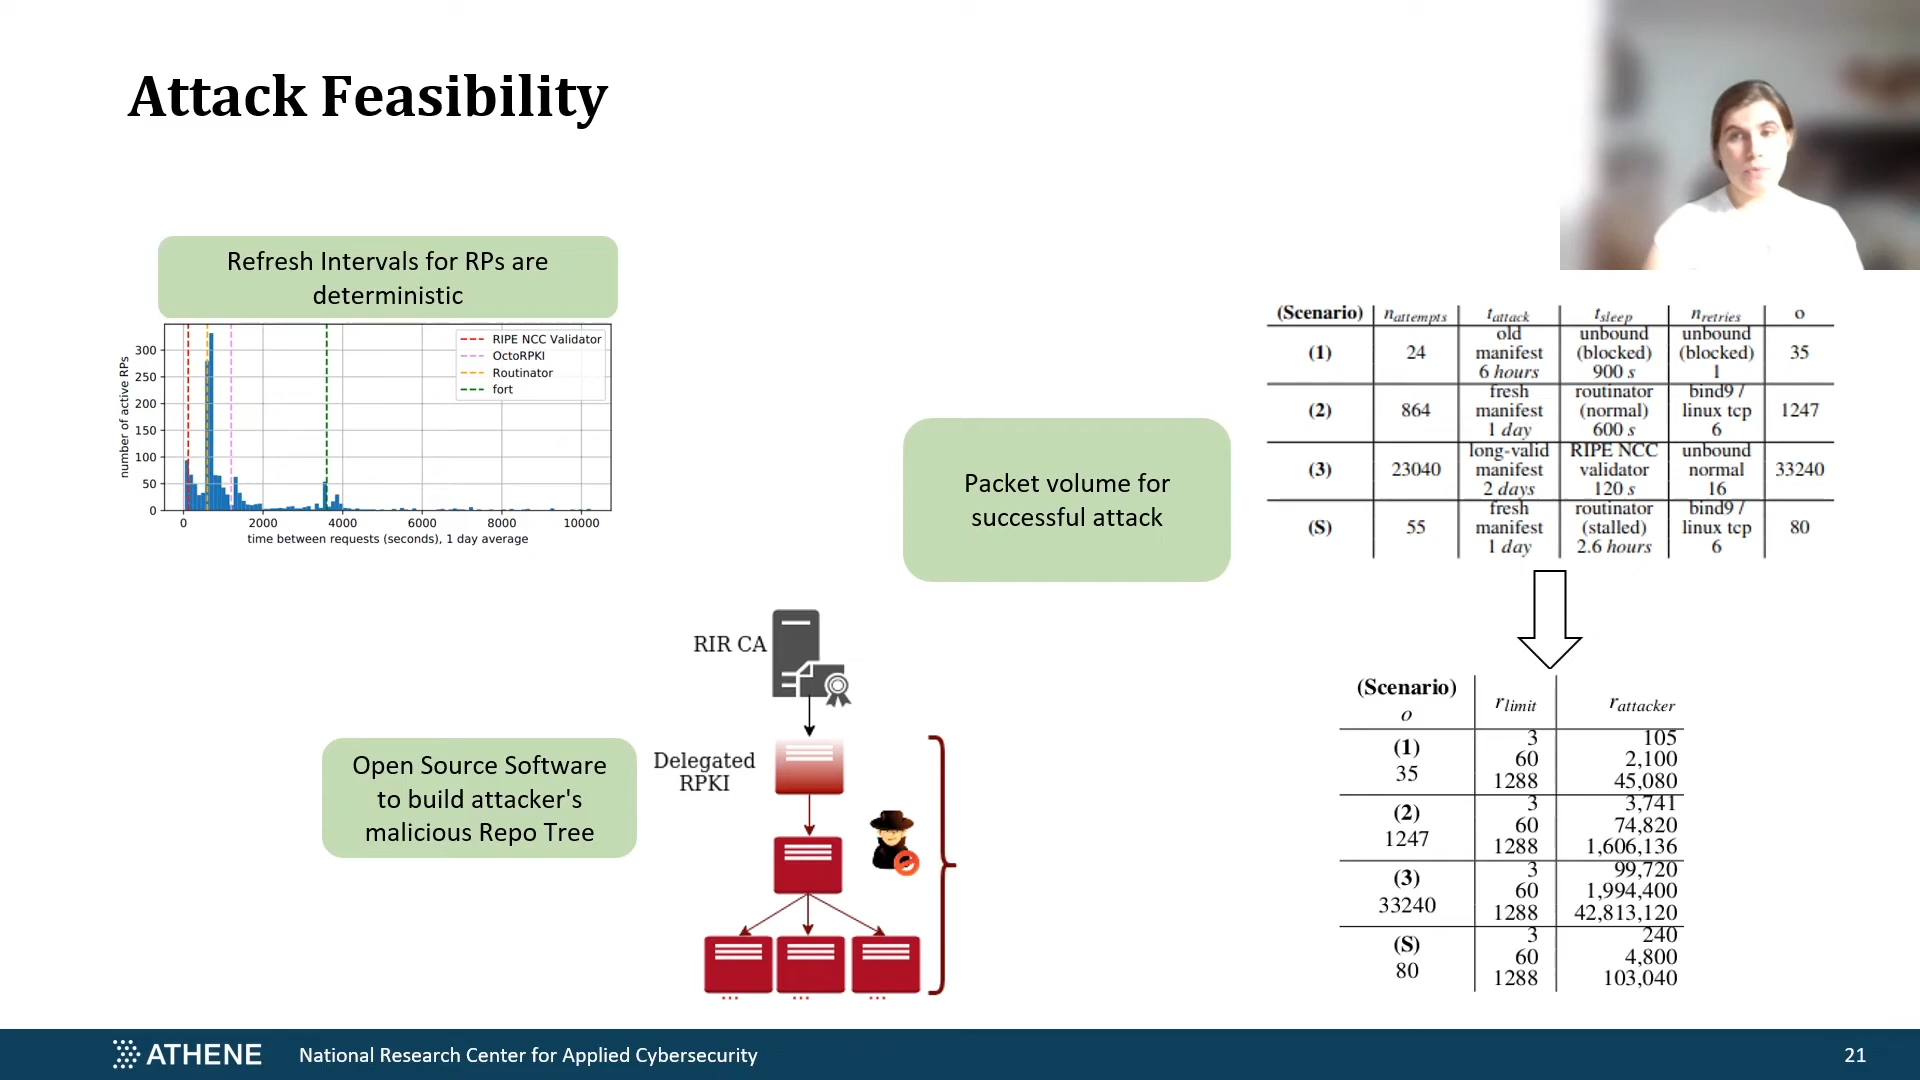 Attack Feasibility
Refresh Intervals for RPs are
deterministic
RIPE NCC Validator
OctoRPKI
Routinator
fort
number of active RPs
300
250
200
150
100
50
0
0 2000 4000 6000 8000 10000
time between requests (seconds), 1 day average
Packet volume for
successful attack
(Scenario) n_attempts t_attack t_sleep n_retries o
old unbound unbound
(1) 24 manifest (blocked) (blocked) 35
6 hours 900 s 1
fresh routinator bind9 /
(2) 864 manifest (normal) linux tcp 1247
1 day 600 s 6
long-valid RIPE NCC unbound
(3) 23040 manifest validator normal 33240
2 days 120 s 16
fresh routinator bind9 /
(S) 55 manifest (stalled) linux tcp 80
1 day 2.6 hours 6
RIR CA
Delegated
RPKI
Open Source Software
to build attacker's
malicious Repo Tree
... ... ...
(Scenario) r_limit r_attacker
o
3 105
(1) 60 2,100
35 1288 45,080
3 3,741
(2) 60 74,820
1247 1288 1,606,136
3 99,720
(3) 60 1,994,400
33240 1288 42,813,120
3 240
(S) 60 4,800
80 1288 103,040
ATHENE National Research Center for Applied Cybersecurity 21